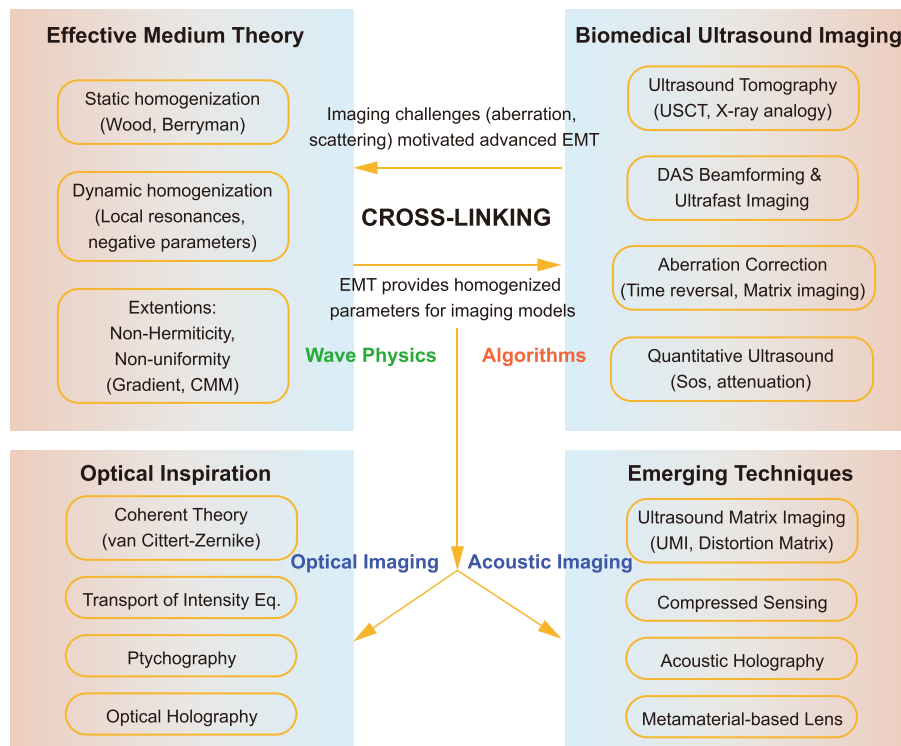 Effective Medium Theory
Static homogenization
(Wood, Berryman)
Dynamic homogenization
(Local resonances,
negative parameters)
Extentions:
Non-Hermiticity,
Non-uniformity
(Gradient, CMM)
Imaging challenges (aberration,
scattering) motivated advanced EMT
CROSS-LINKING
EMT provides homogenized
parameters for imaging models
Wave Physics
Algorithms
Biomedical Ultrasound Imaging
Ultrasound Tomography
(USCT, X-ray analogy)
DAS Beamforming &
Ultrafast Imaging
Aberration Correction
(Time reversal, Matrix imaging)
Quantitative Ultrasound
(Sos, attenuation)
Optical Inspiration
Coherent Theory
(van Cittert-Zernike)
Transport of Intensity Eq.
Ptychography
Optical Holography
Optical Imaging
Acoustic Imaging
Emerging Techniques
Ultrasound Matrix Imaging
(UMI, Distortion Matrix)
Compressed Sensing
Acoustic Holography
Metamaterial-based Lens